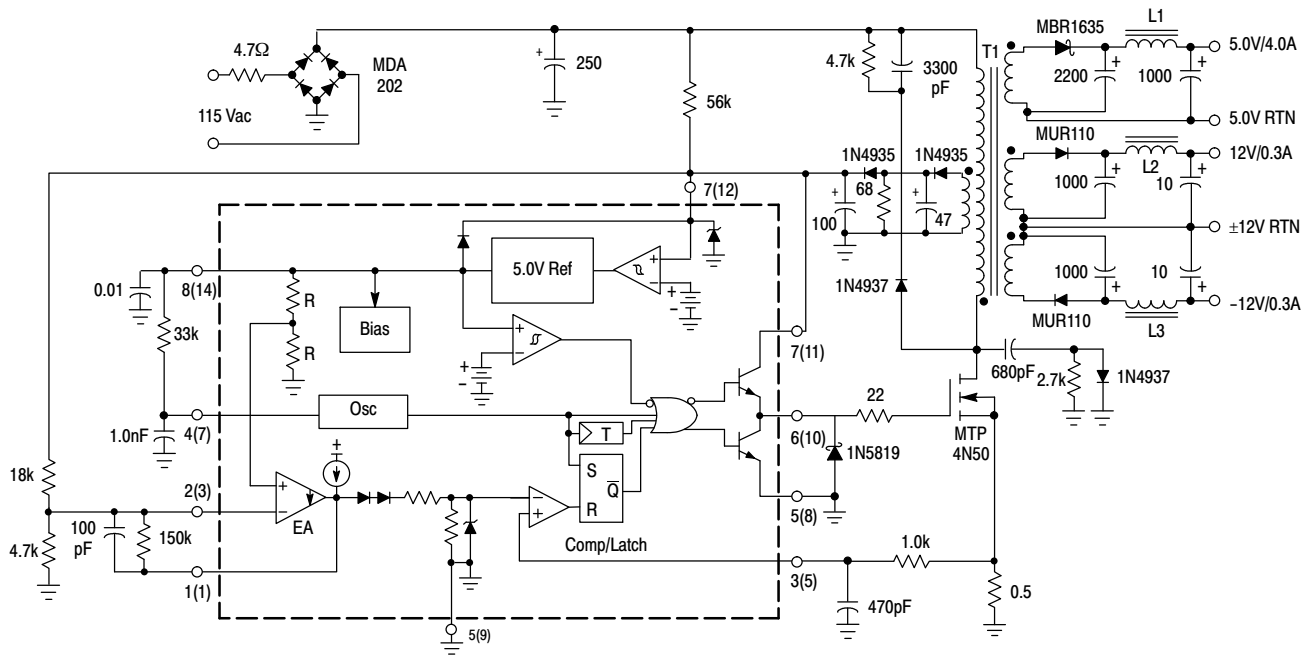 4.7Ω
MDA
202
115 Vac
+
250
56k
4.7k
3300
pF
T1
MBR1635
L1
5.0V/4.0A
+
2200
+
1000
5.0V RTN
MUR110
12V/0.3A
L2
+
1000
+
10
±12V RTN
+
1000
+
10
MUR110
L3
–12V/0.3A
1N4935
1N4935
68
+
100
+
47
1N4937
680pF
2.7k
1N4937
7(12)
5.0V Ref
+
–
+
–
0.01
8(14)
33k
R
R
Bias
+
–
+
–
7(11)
Osc
4(7)
1.0nF
T
S
R
Q
22
6(10)
1N5819
MTP
4N50
5(8)
18k
2(3)
+
–
EA
+
100
pF
150k
4.7k
1(1)
–
+
Comp/Latch
3(5)
1.0k
470pF
0.5
5(9)